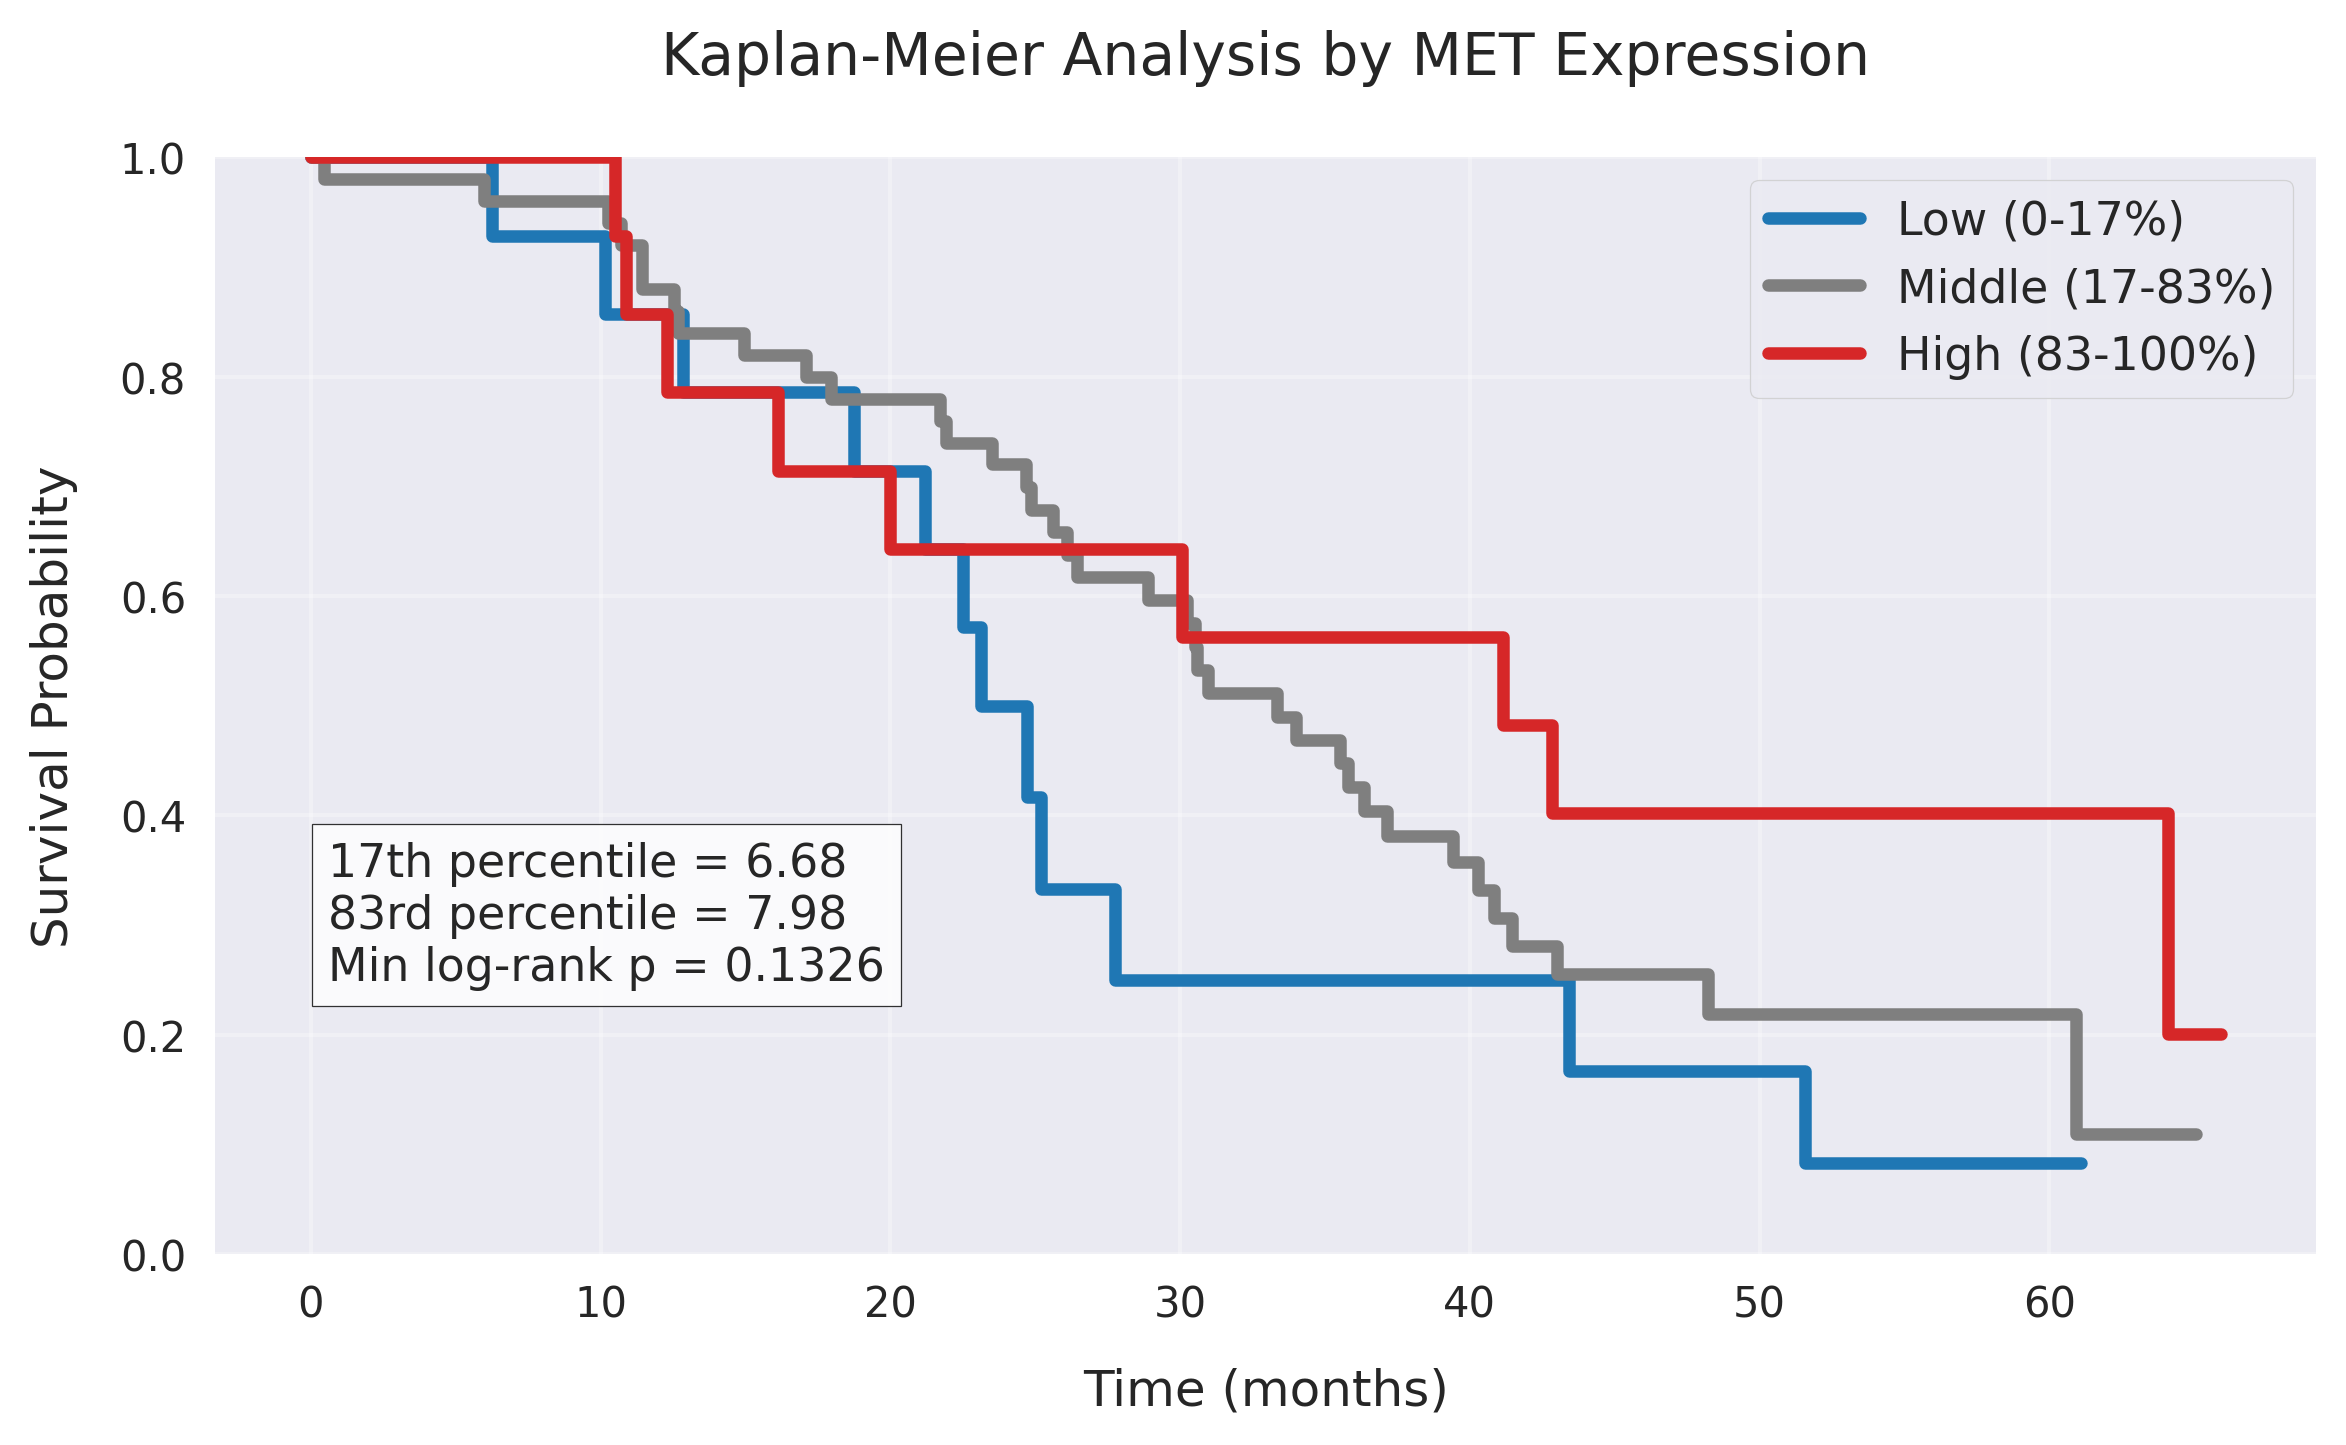 Kaplan-Meier Analysis by MET Expression
1.0
0.8
0.6
0.4
0.2
0.0
Survival Probability
Low (0-17%)
Middle (17-83%)
High (83-100%)
17th percentile = 6.68
83rd percentile = 7.98
Min log-rank p = 0.1326
0 10 20 30 40 50 60
Time (months)